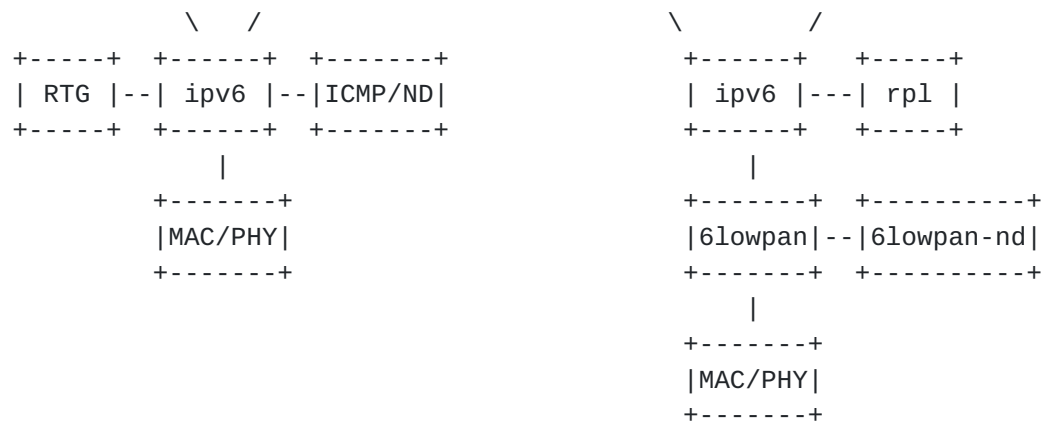 \   /                          \        /
 +-----+  +------+  +-------+               +------+   +-----+
 | RTG |--| ipv6 |--|ICMP/ND|               | ipv6 |---| rpl |
 +-----+  +------+  +-------+               +------+   +-----+
              |                                 |
          +-------+                         +-------+  +----------+
          |MAC/PHY|                         |6lowpan|--|6lowpan-nd|
          +-------+                         +-------+  +----------+
                                                |
                                            +-------+
                                            |MAC/PHY|
                                            +-------+